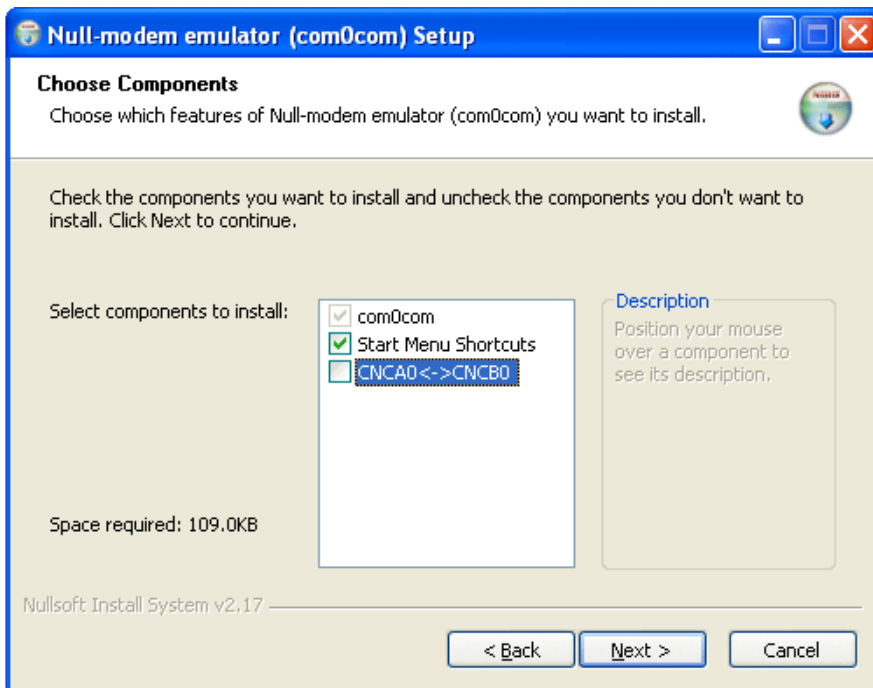 Null-modem emulator (com0com) Setup
Choose Components
Choose which features of Null-modem emulator (com0com) you want to install.
Check the components you want to install and uncheck the components you don't want to
install. Click Next to continue.
Select components to install:
com0com
Start Menu Shortcuts
CNCA0<->CNCB0
Description
Position your mouse
over a component to
see its description.
Space required: 109.0KB
Nullsoft Install System v2.17
< Back
Next >
Cancel